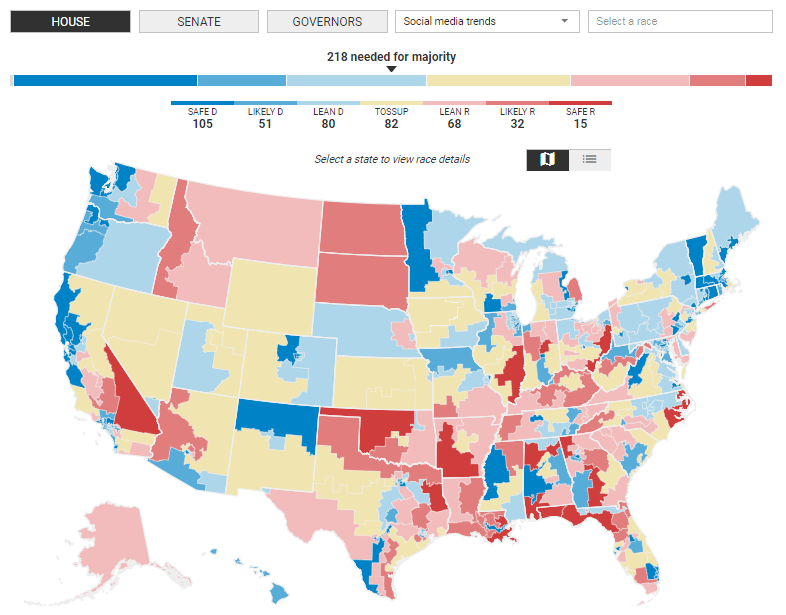 HOUSE SENATE GOVERNORS Social media trends Select a race
218 needed for majority
SAFE D LIKELY D LEAN D TOSSUP LEAN R LIKELY R SAFE R
105 51 80 82 68 32 15
Select a state to view race details